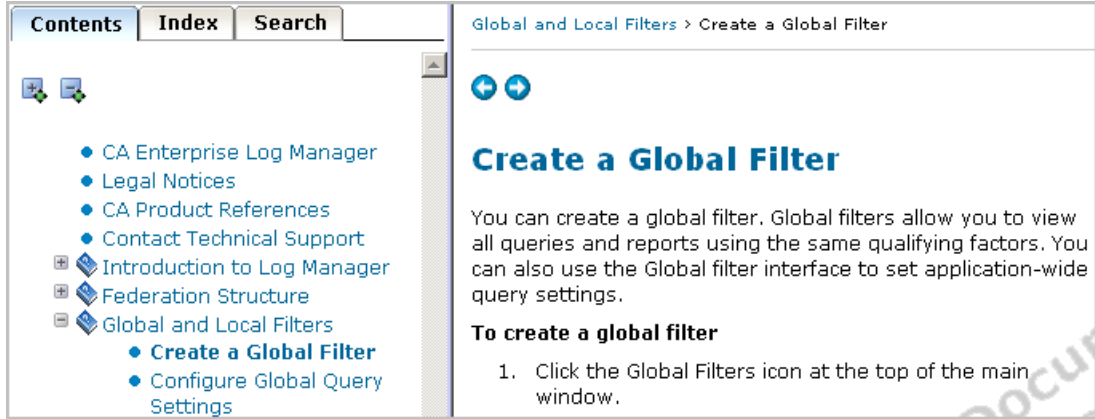 Contents Index Search
CA Enterprise Log Manager
Legal Notices
CA Product References
Contact Technical Support
Introduction to Log Manager
Federation Structure
Global and Local Filters
Create a Global Filter
Configure Global Query
Settings
Global and Local Filters > Create a Global Filter
Create a Global Filter
You can create a global filter. Global filters allow you to view
all queries and reports using the same qualifying factors. You
can also use the Global filter interface to set application-wide
query settings.
To create a global filter
1. Click the Global Filters icon at the top of the main
window.